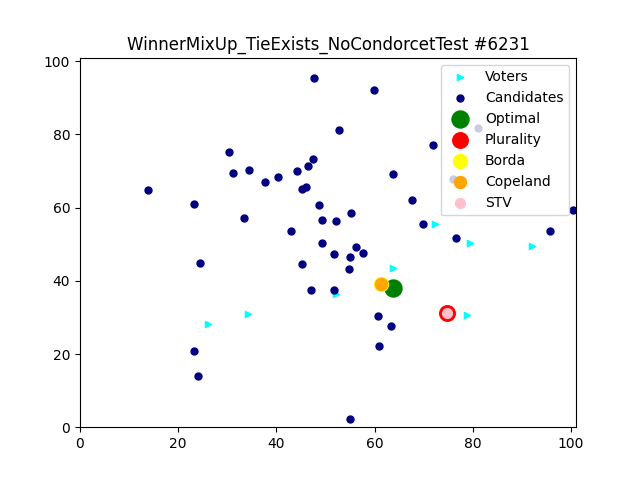 WinnerMixUp_TieExists_NoCondorcetTest #6231
100
80
60
40
20
0
0
20
40
60
80
100
Voters
Candidates
Optimal
Plurality
Borda
Copeland
STV